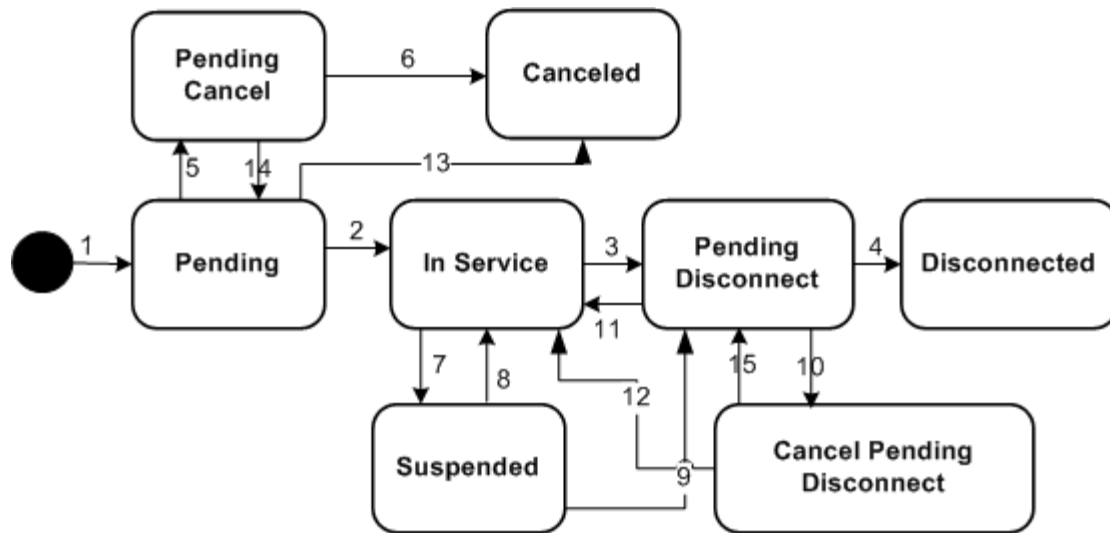 Pending
Cancel
6
Canceled
5
14
13
1
Pending
2
In Service
3
11
Pending
Disconnect
4
Disconnected
7
8
12
15
10
Suspended
9
Cancel Pending
Disconnect